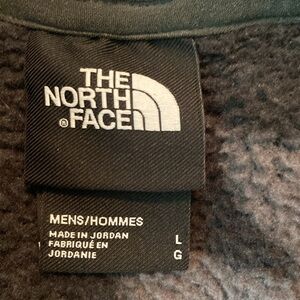 THE
NORTH
®FACE
MENS/HOMMES
MADE IN JORDAN
FABRIQUÉ EN
JORDANIE
L
G